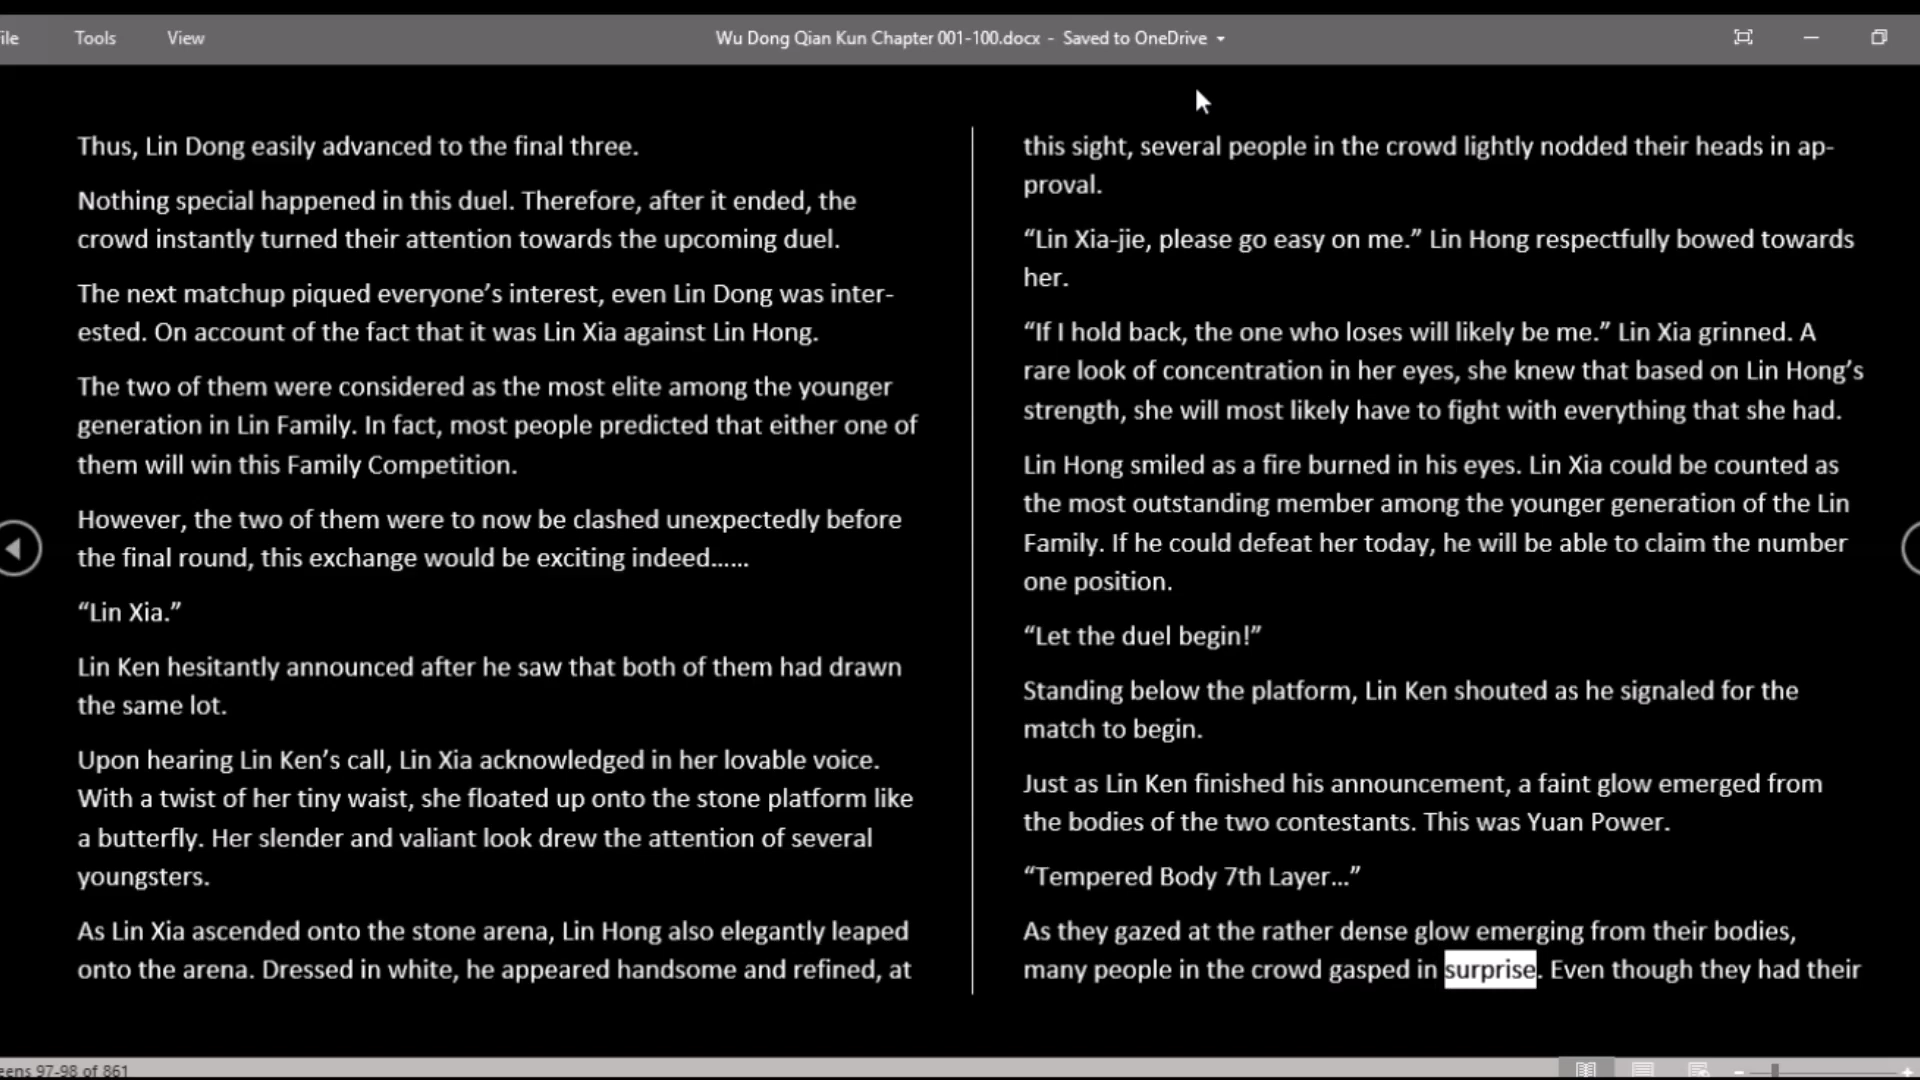 ile Tools View Wu Dong Qian Kun Chapter 001-100.docx - Saved to OneDrive
Thus, Lin Dong easily advanced to the final three.
Nothing special happened in this duel. Therefore, after it ended, the
crowd instantly turned their attention towards the upcoming duel.
The next matchup piqued everyone’s interest, even Lin Dong was inter-
ested. On account of the fact that it was Lin Xia against Lin Hong.
The two of them were considered as the most elite among the younger
generation in Lin Family. In fact, most people predicted that either one of
them will win this Family Competition.
However, the two of them were to now be clashed unexpectedly before
the final round, this exchange would be exciting indeed……
“Lin Xia.”
Lin Ken hesitantly announced after he saw that both of them had drawn
the same lot.
Upon hearing Lin Ken’s call, Lin Xia acknowledged in her lovable voice.
With a twist of her tiny waist, she floated up onto the stone platform like
a butterfly. Her slender and valiant look drew the attention of several
youngsters.
As Lin Xia ascended onto the stone arena, Lin Hong also elegantly leaped
onto the arena. Dressed in white, he appeared handsome and refined, at
this sight, several people in the crowd lightly nodded their heads in ap-
proval.
“Lin Xia-jie, please go easy on me.” Lin Hong respectfully bowed towards
her.
“If I hold back, the one who loses will likely be me.” Lin Xia grinned. A
rare look of concentration in her eyes, she knew that based on Lin Hong’s
strength, she will most likely have to fight with everything that she had.
Lin Hong smiled as a fire burned in his eyes. Lin Xia could be counted as
the most outstanding member among the younger generation of the Lin
Family. If he could defeat her today, he will be able to claim the number
one position.
“Let the duel begin!”
Standing below the platform, Lin Ken shouted as he signaled for the
match to begin.
Just as Lin Ken finished his announcement, a faint glow emerged from
the bodies of the two contestants. This was Yuan Power.
“Tempered Body 7th Layer…”
As they gazed at the rather dense glow emerging from their bodies,
many people in the crowd gasped in surprise. Even though they had their
eens 97-98 of 861